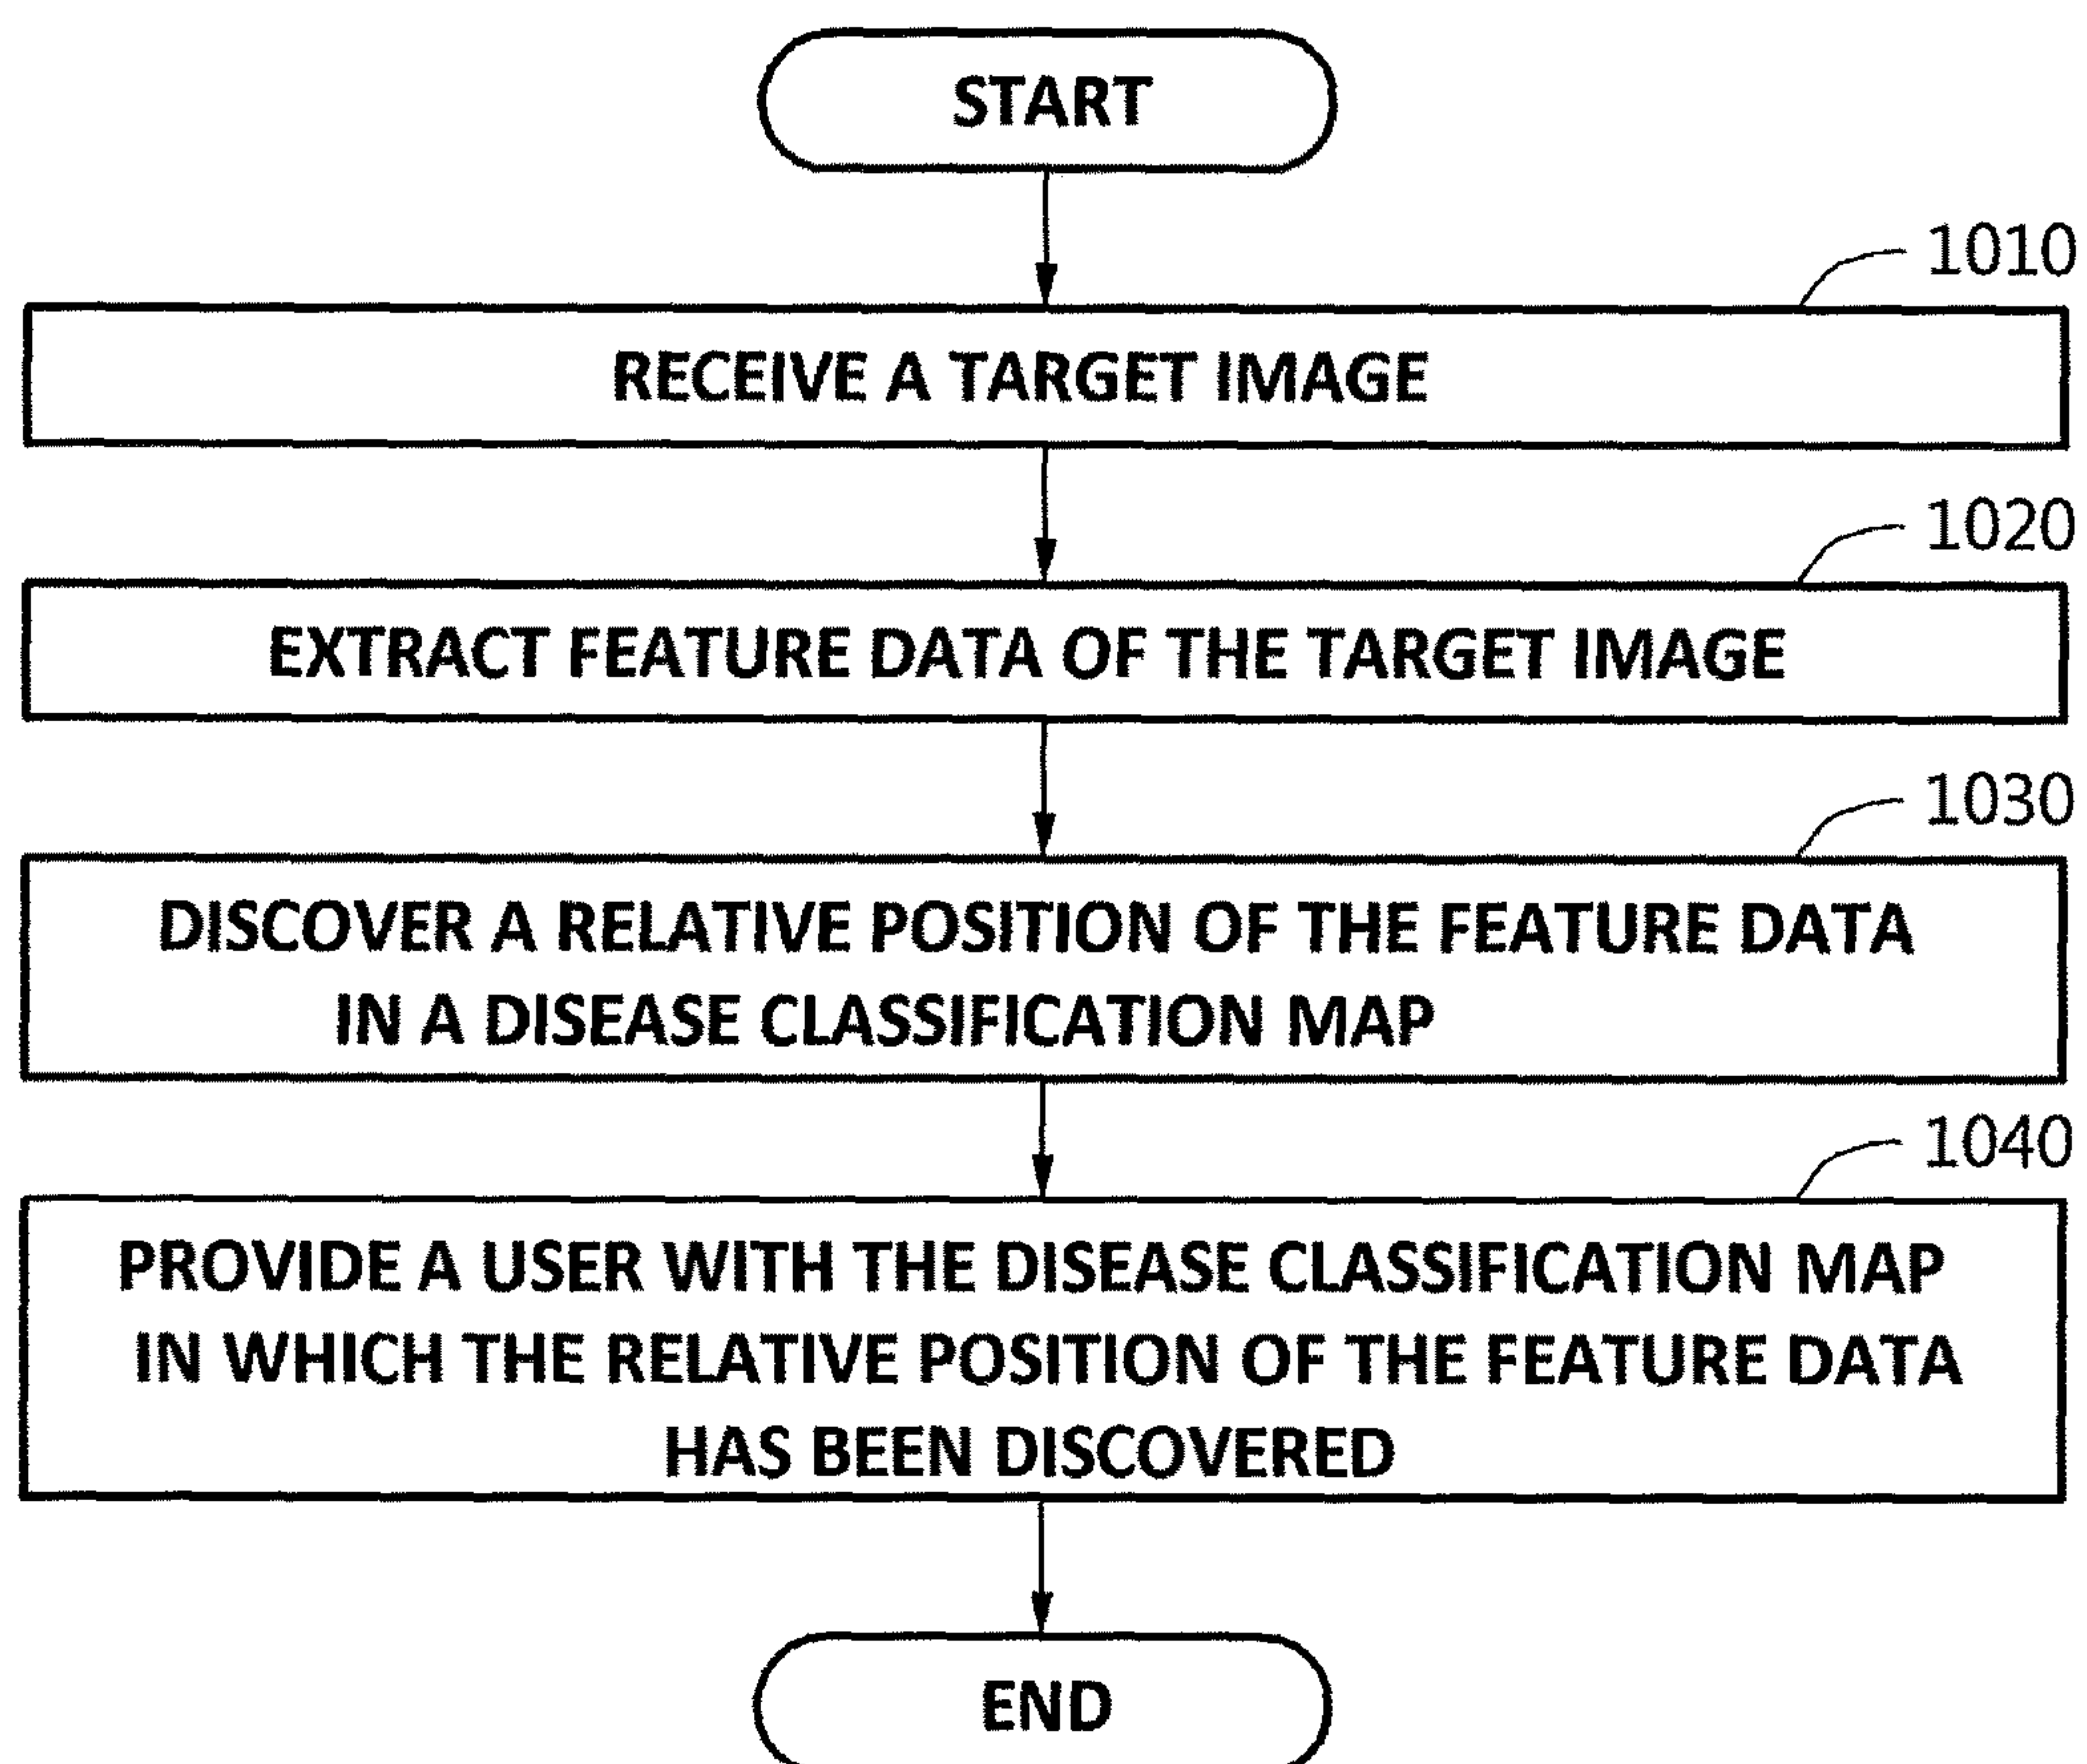 START
1010
RECEIVE A TARGET IMAGE
1020
EXTRACT FEATURE DATA OF THE TARGET IMAGE
1030
DISCOVER A RELATIVE POSITION OF THE FEATURE DATA
IN A DISEASE CLASSIFICATION MAP
1040
PROVIDE A USER WITH THE DISEASE CLASSIFICATION MAP
IN WHICH THE RELATIVE POSITION OF THE FEATURE DATA
HAS BEEN DISCOVERED
END